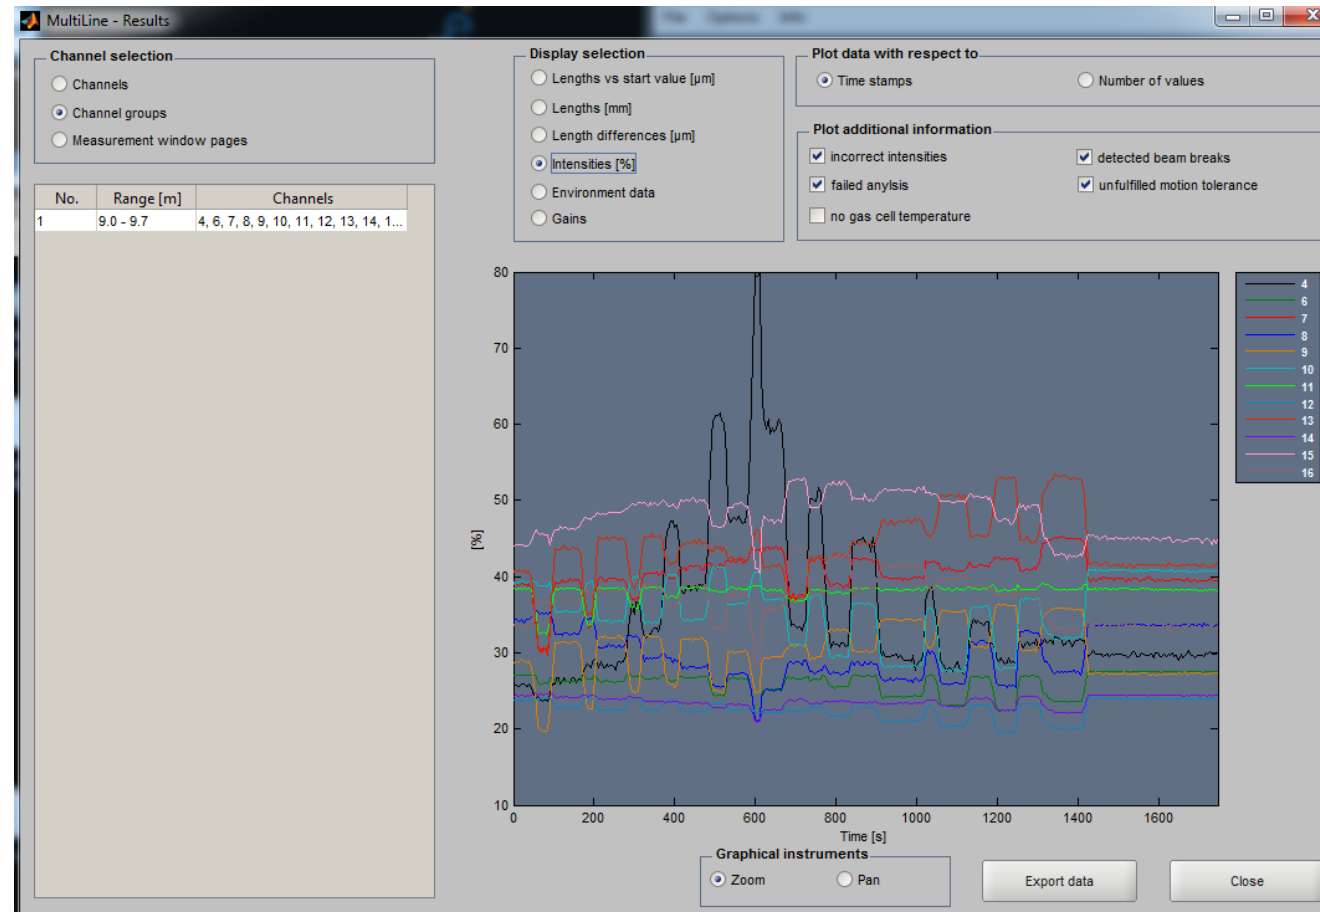 MultiLine - Results
File Options Info
Channel selection
Channels
Channel groups
Measurement window pages
No. Range [m] Channels
1 9.0 - 9.7 4, 6, 7, 8, 9, 10, 11, 12, 13, 14, 1...
Display selection
Lengths vs start value [µm]
Lengths [mm]
Length differences [µm]
Intensities [%]
Environment data
Gains
Plot data with respect to
Time stamps Number of values
Plot additional information
incorrect intensities detected beam breaks
failed anylsis unfulfilled motion tolerance
no gas cell temperature
80
70
60
50
40
30
20
10
[%]
0 200 400 600 800 1000 1200 1400 1600
Time [s]
4
6
7
8
9
10
11
12
13
14
15
16
Graphical instruments
Zoom Pan
Export data
Close